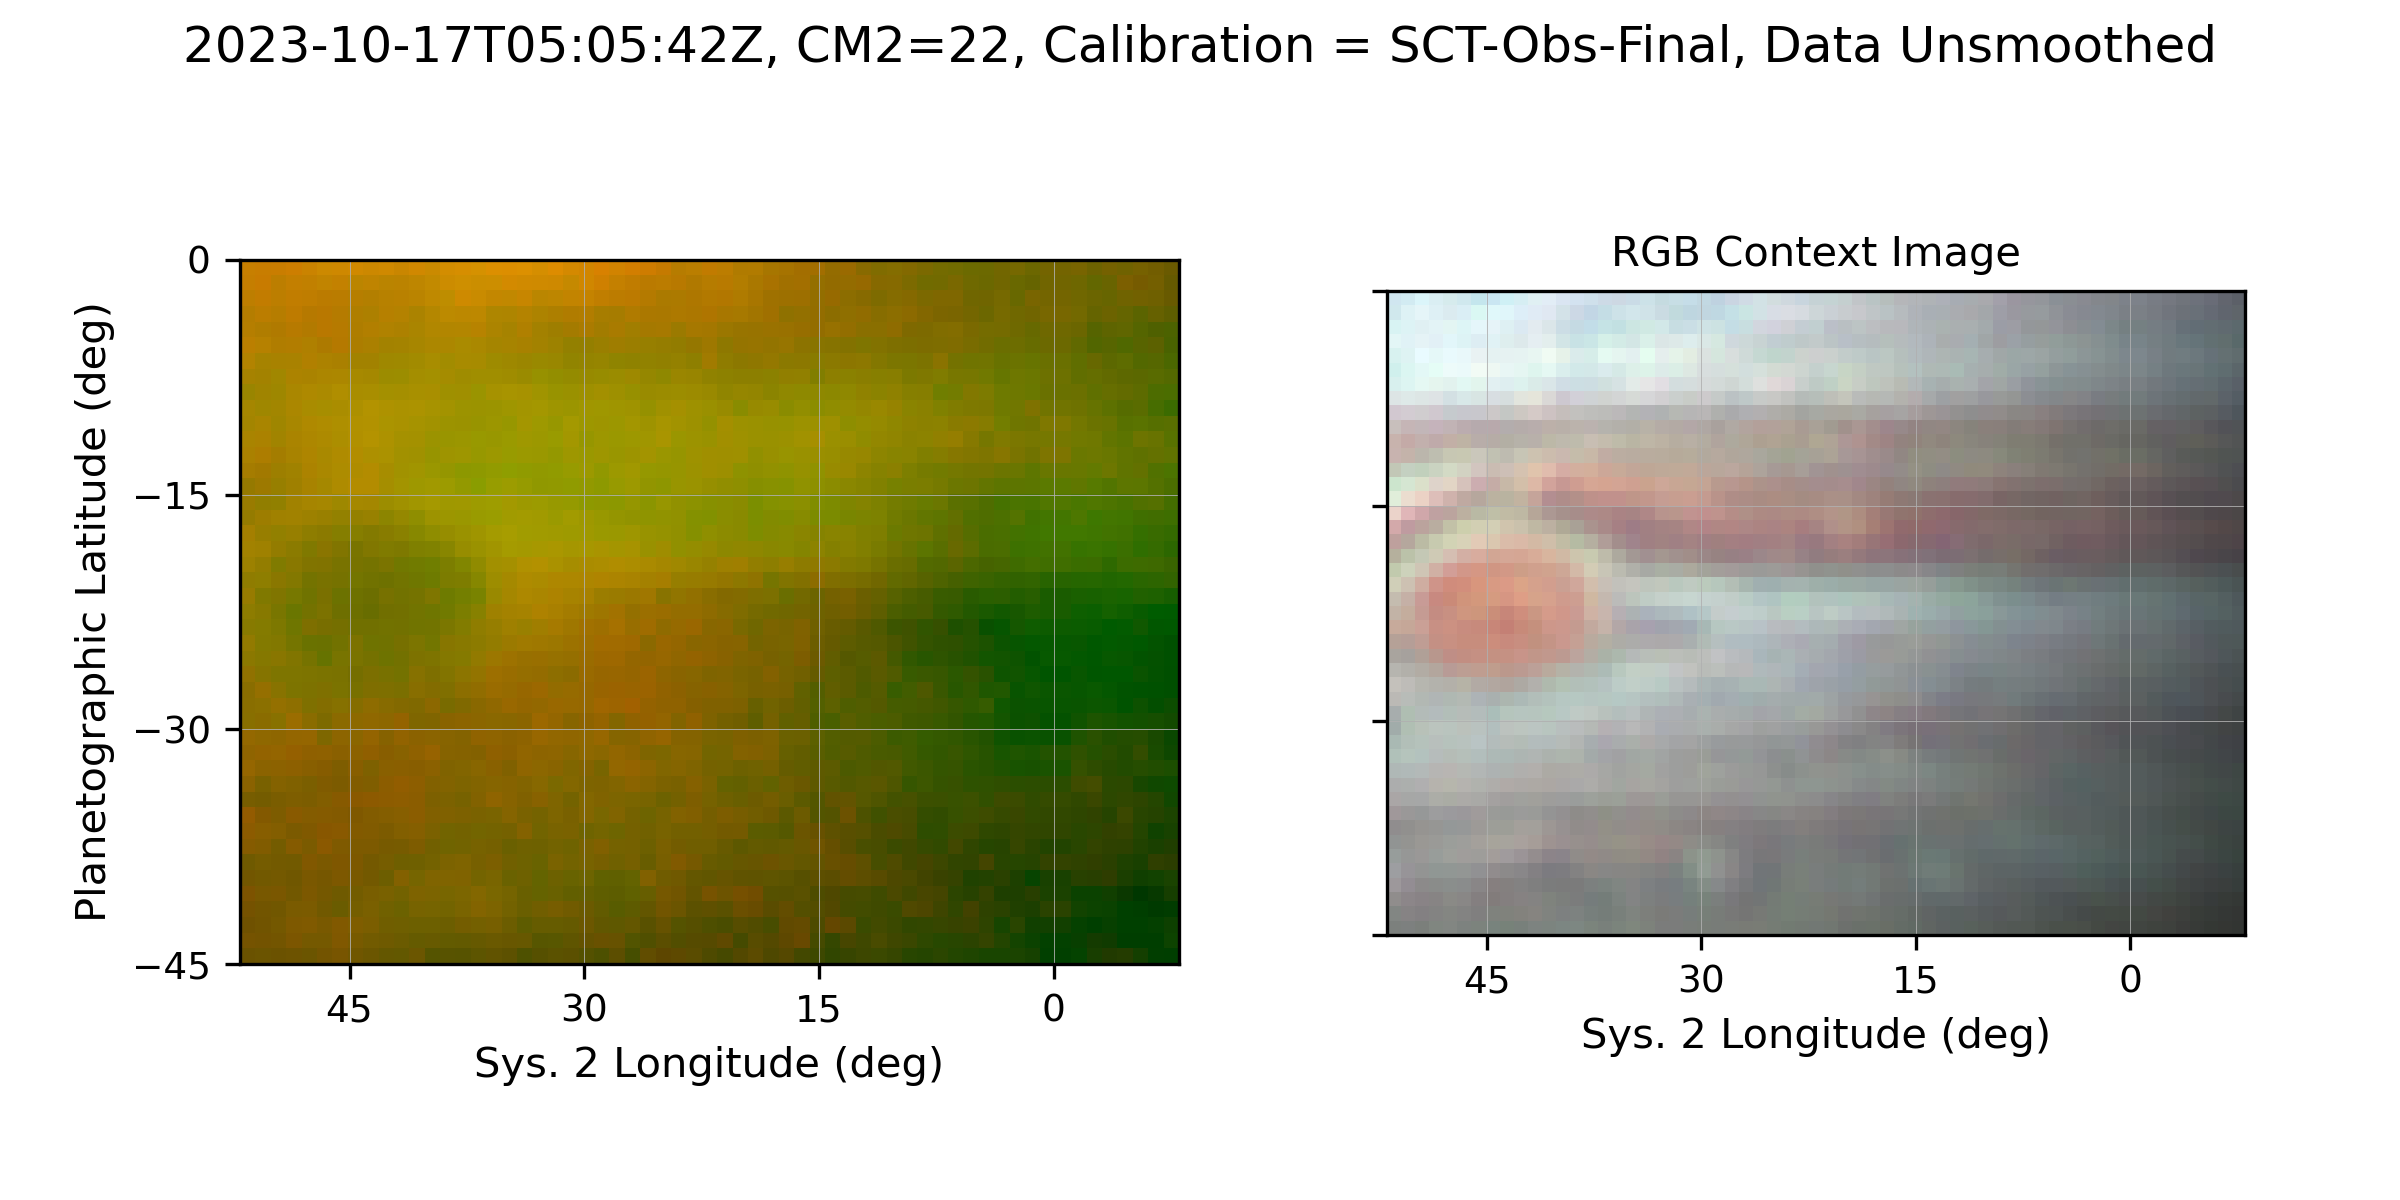 2023-10-17T05:05:42Z, CM2=22, Calibration = SCT-Obs-Final, Data Unsmoothed
Planetographic Latitude (deg)
0
−15
−30
−45
45 30 15 0
Sys. 2 Longitude (deg)
RGB Context Image
45 30 15 0
Sys. 2 Longitude (deg)